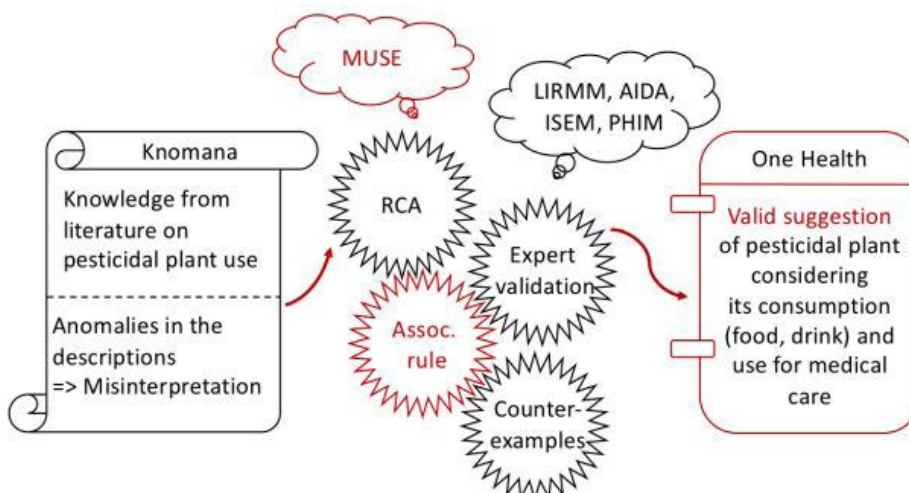 MUSE
LIRMM, AIDA,
ISEM, PHIM
Knomana
Knowledge from
literature on
pesticidal plant use
Anomalies in the
descriptions
=> Misinterpretation
RCA
Expert
validation
Assoc.
rule
Counter-
examples
One Health
Valid suggestion
of pesticidal plant
considering
its consumption
(food, drink) and
use for medical
care